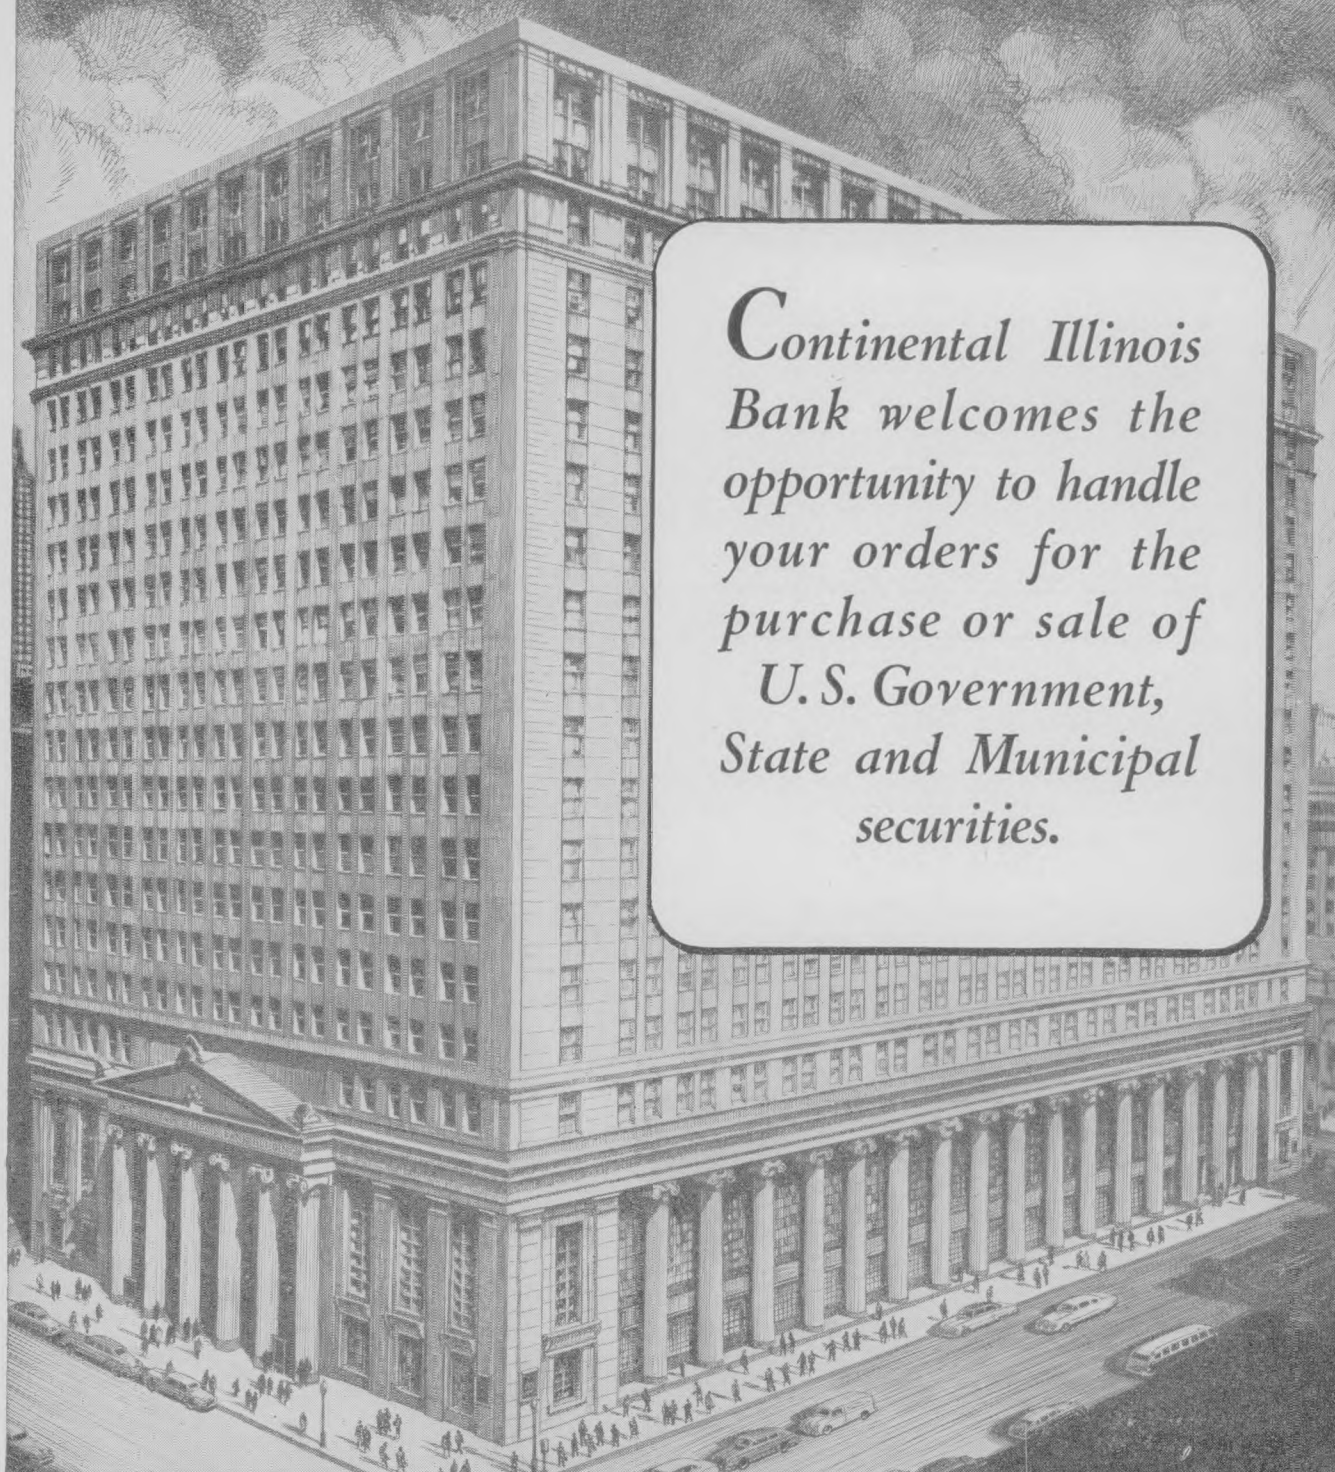 Continental Illinois
Bank welcomes the
opportunity to handle
your orders for the
purchase or sale of
U. S. Government,
State and Municipal
securities.